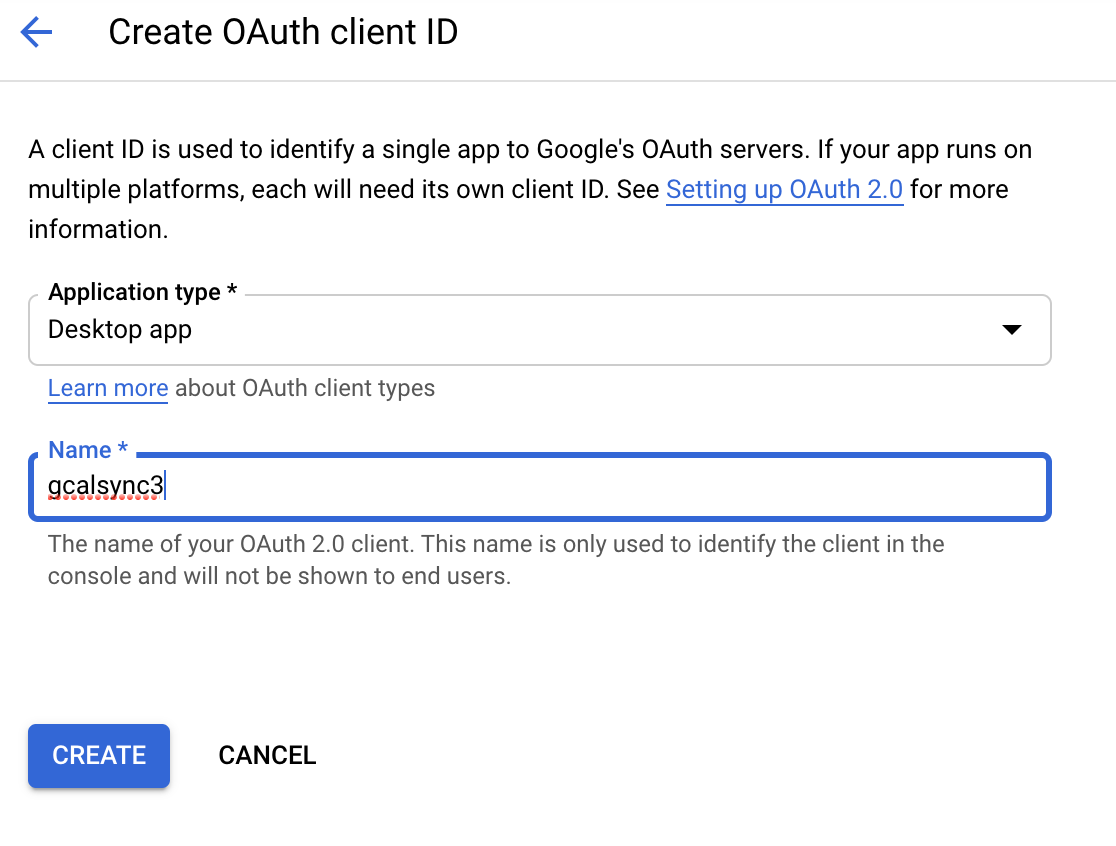 Create OAuth client ID
A client ID is used to identify a single app to Google's OAuth servers. If your app runs on
multiple platforms, each will need its own client ID. See Setting up OAuth 2.0 for more
information.
Application type *
Desktop app
Learn more about OAuth client types
Name *
gcalsync3
The name of your OAuth 2.0 client. This name is only used to identify the client in the
console and will not be shown to end users.
CREATE CANCEL